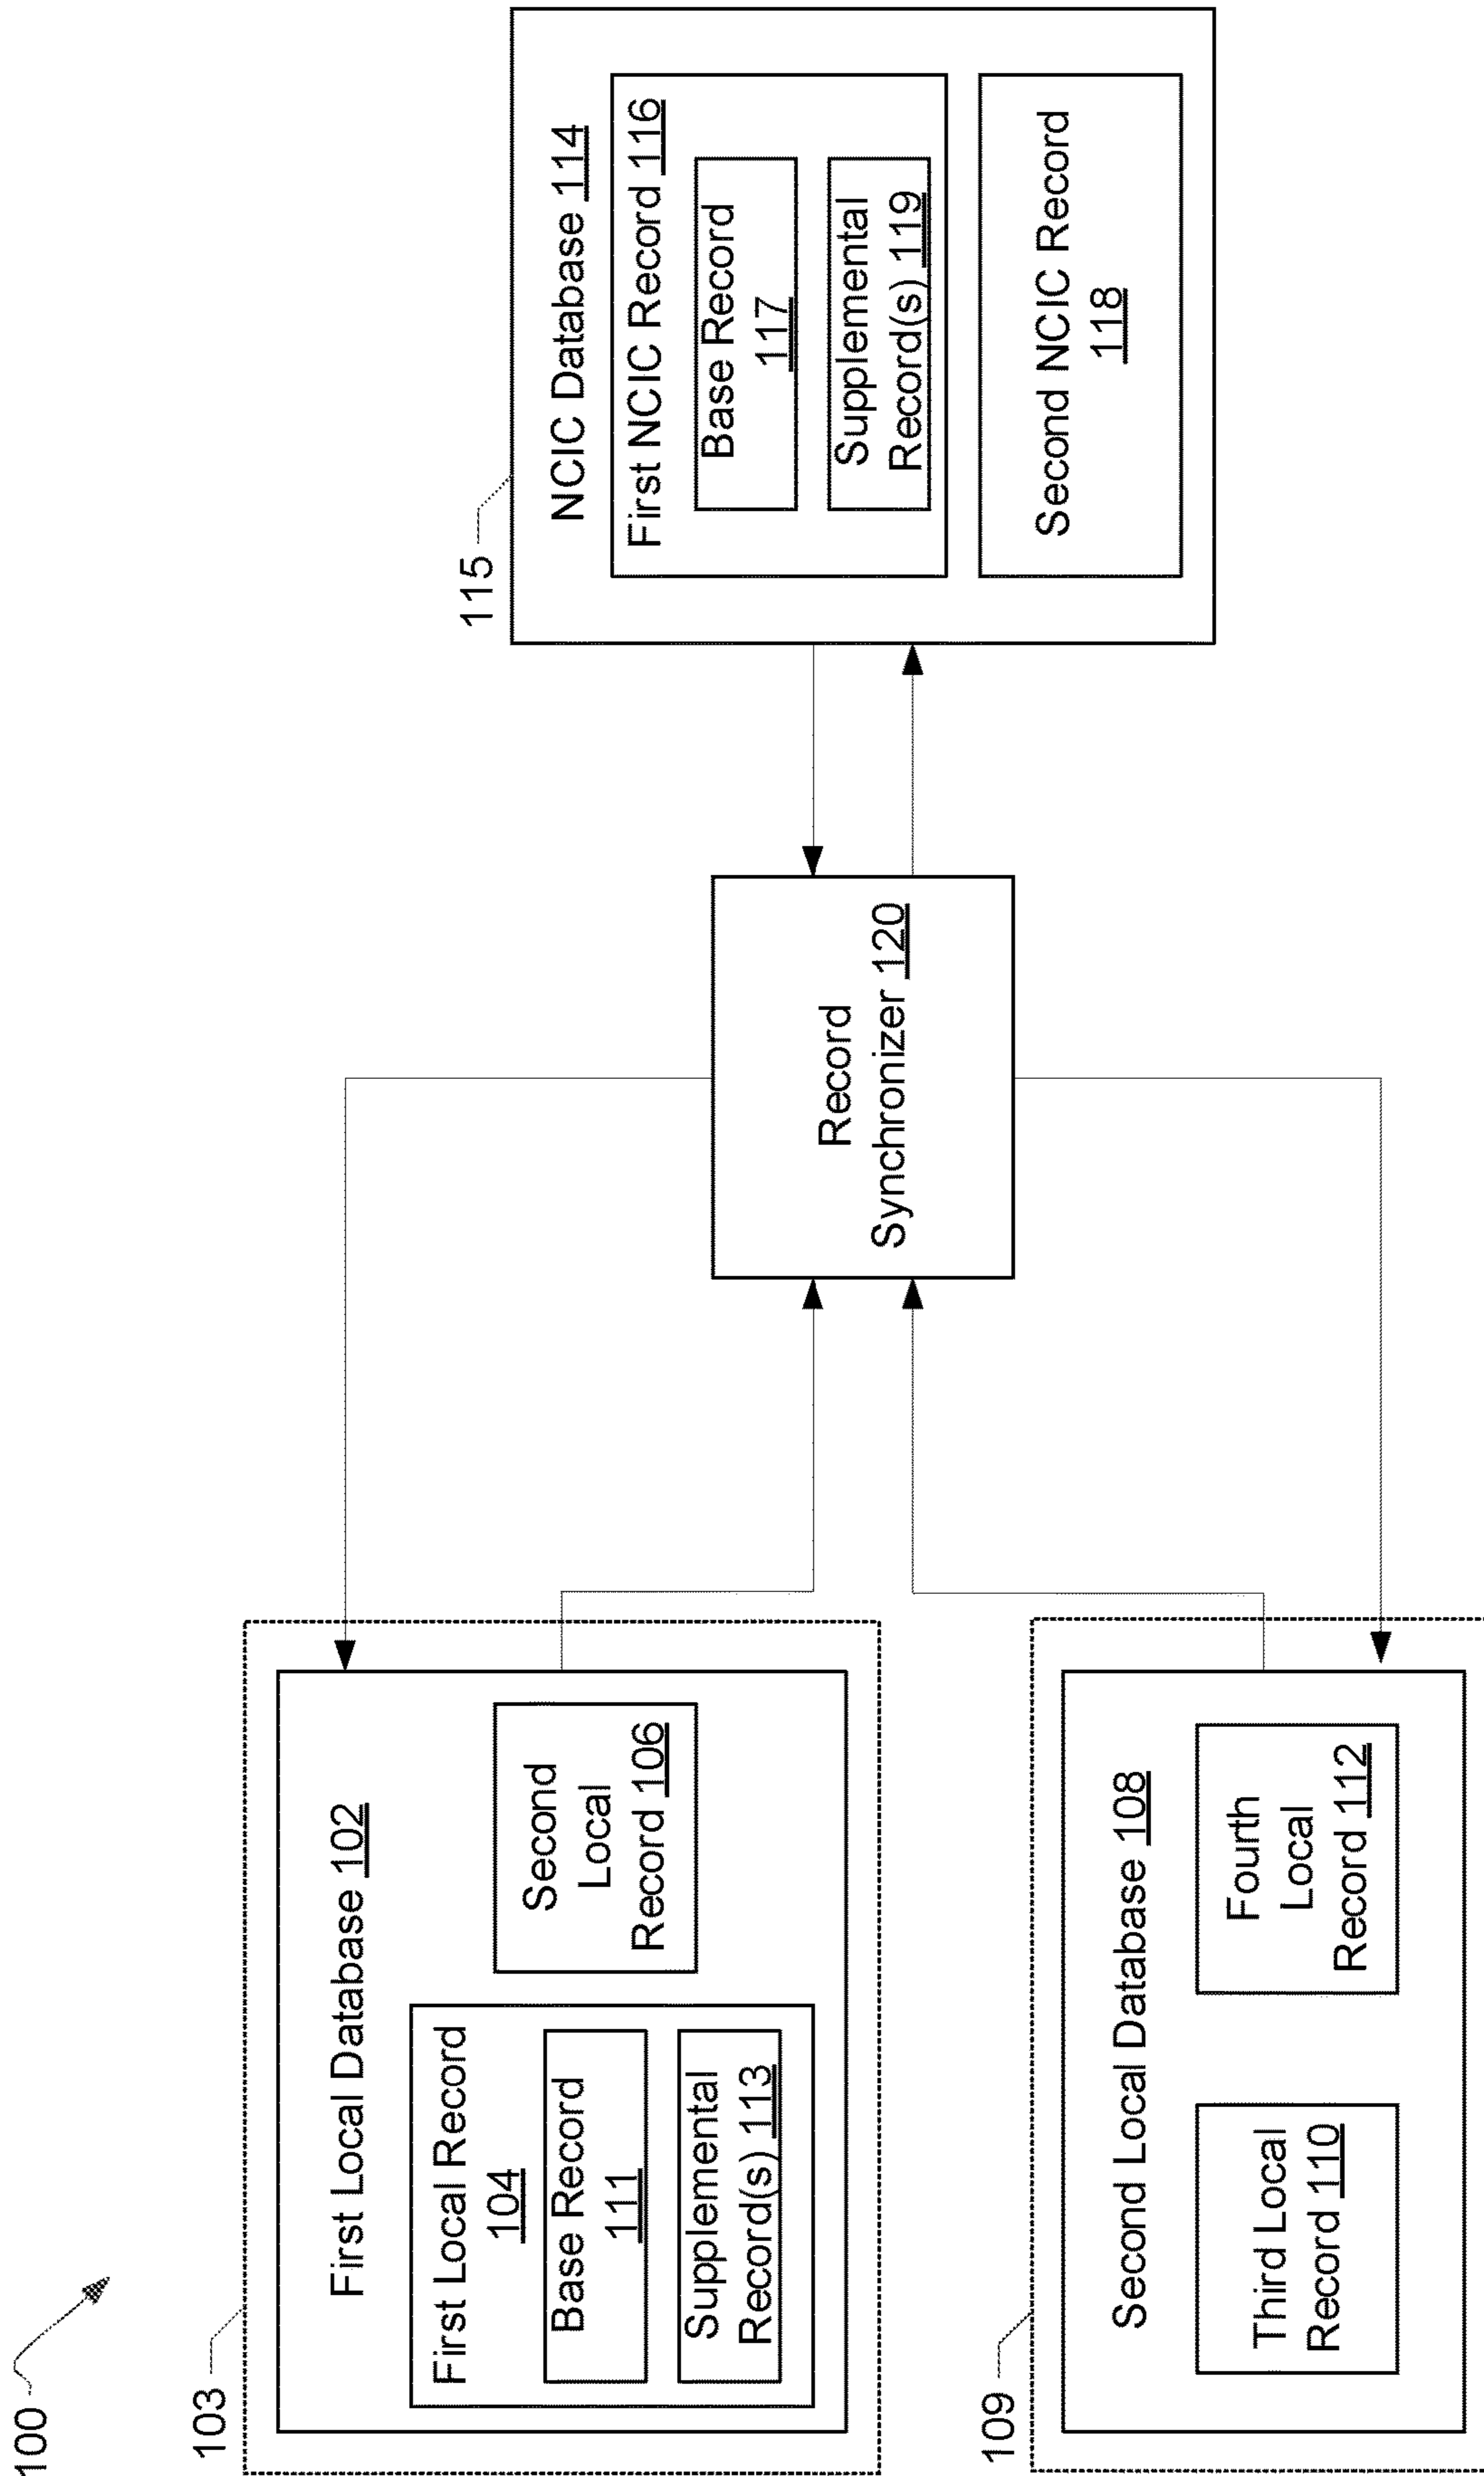 100
103
First Local Database 102
First Local Record
104
Base Record
111
Supplemental
Record(s) 113
Second
Local
Record 106
109
Second Local Database 108
Third Local
Record 110
Fourth
Local
Record 112
Record
Synchronizer 120
115
NCIC Database 114
First NCIC Record 116
Base Record
117
Supplemental
Record(s) 119
Second NCIC Record
118